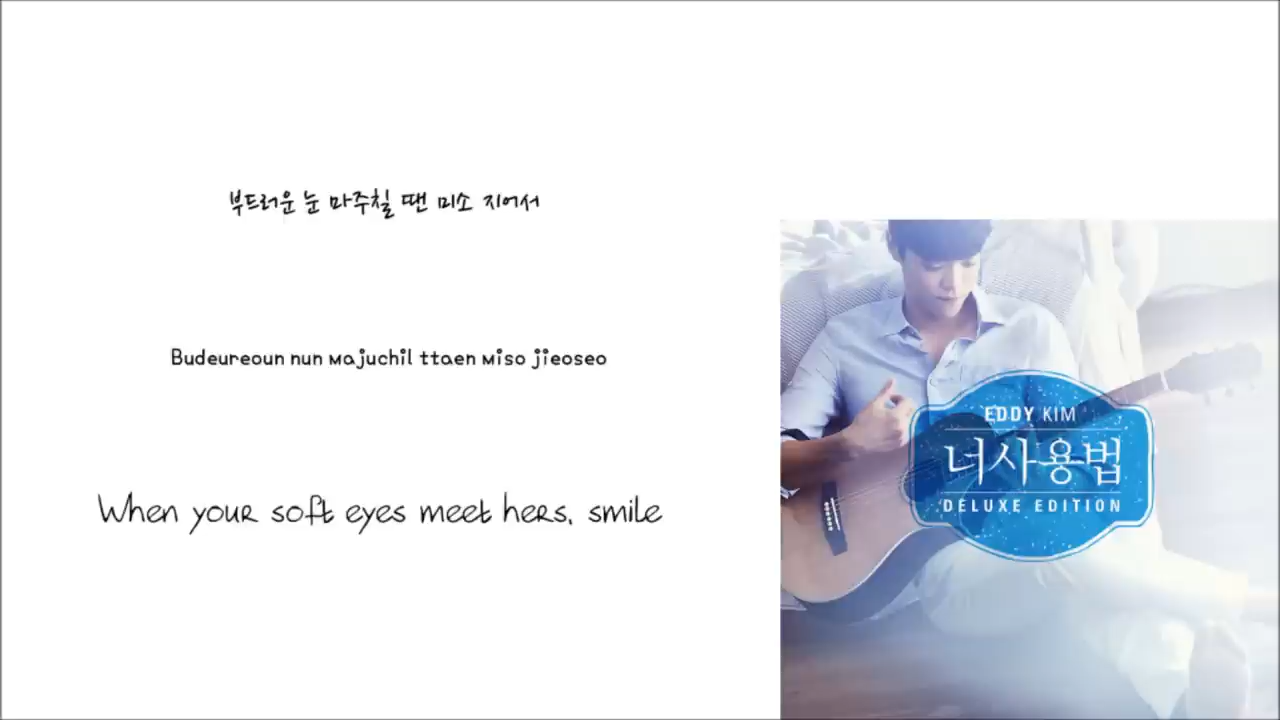 부드러운 눈 마주칠 땐 미소 지어서
Budeureoun nun majuchil ttaen miso jieoseo
When your soft eyes meet hers, smile
EDDY KIM
너사용법
DELUXE EDITION